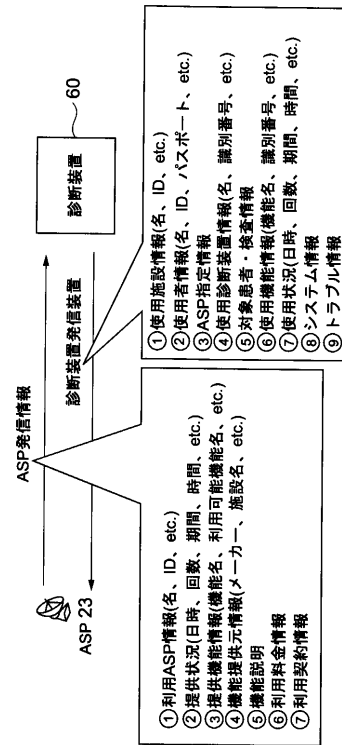 ASP発信情報
診断装置
60
診断装置発信装置
ASP 23
①利用ASP情報(名、ID、etc.)
②提供状況(日時、回数、期間、時間、etc.)
③提供機能情報(機能名、利用可能機能名、etc.)
④機能提供元情報(メーカー、施設名、etc.)
⑤機能説明
⑥利用料金情報
⑦利用契約情報
①使用施設情報(名、ID、etc.)
②使用者情報(名、ID、パスポート、etc.)
③ASP指定情報
④使用診断装置情報(名、識別番号、etc.)
⑤対象患者・検査情報
⑥使用機能情報(機能名、識別番号、etc.)
⑦使用状況(日時、回数、期間、時間、etc.)
⑧システム情報
⑨トラブル情報